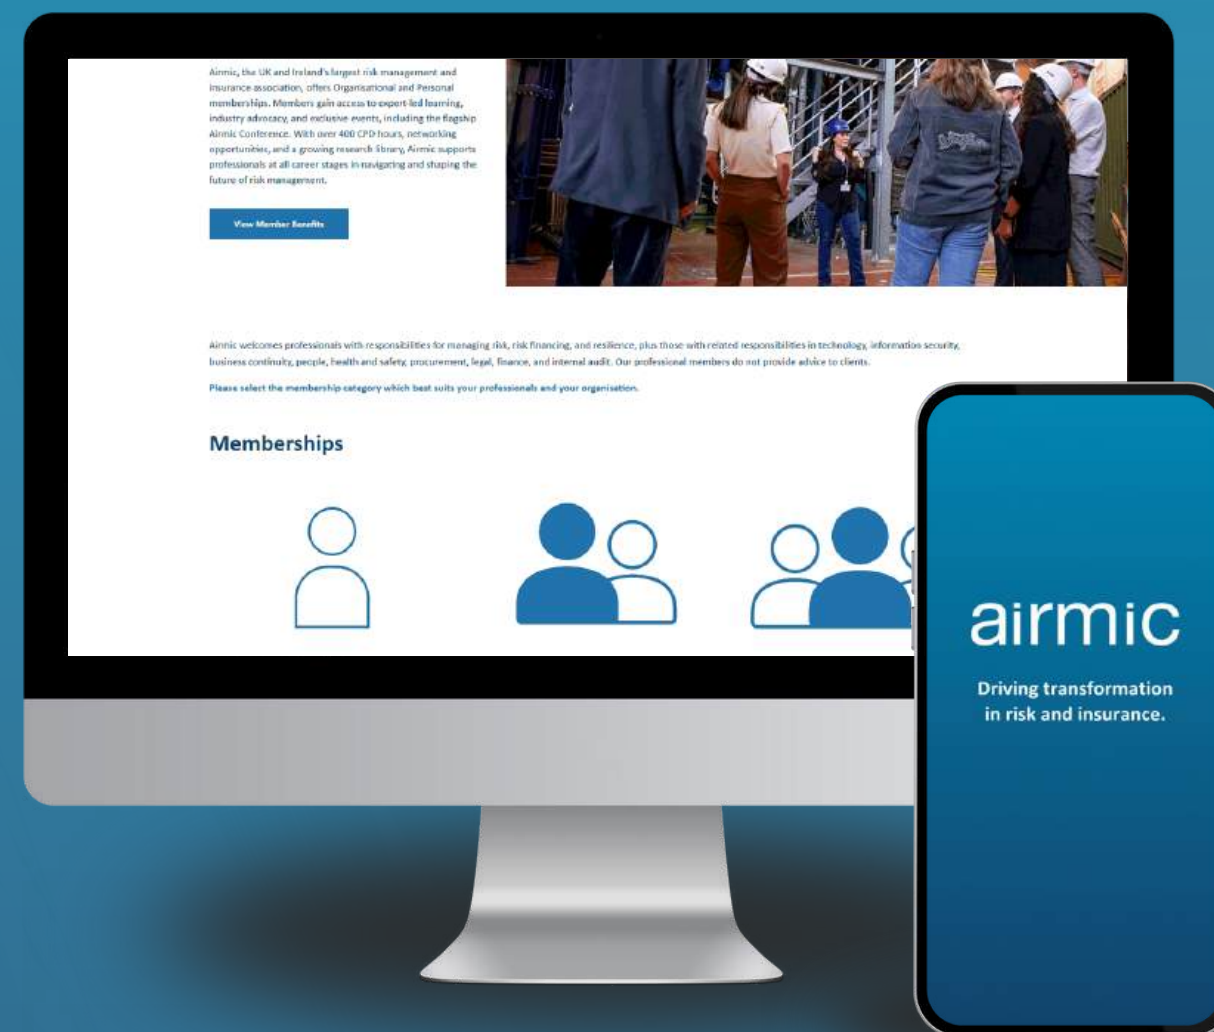 Airmic, the UK and Ireland's largest risk management and
insurance association, offers Organisational and Personal
memberships. Members gain access to expert-led learning,
industry advocacy, and exclusive events, including the flagship
Airmic Conference. With over 400 CPD hours, networking
opportunities, and a growing research library, Airmic supports
professionals at all career stages in navigating and shaping the
future of risk management.
View Member Benefits
Airmic welcomes professionals with responsibilities for managing risk, risk financing, and resilience, plus those with related responsibilities in technology, information security,
business continuity, people, health and safety, procurement, legal, finance, and internal audit. Our professional members do not provide advice to clients.
Please select the membership category which best suits your professionals and your organisation.
Memberships
airmic
Driving transformation
in risk and insurance.